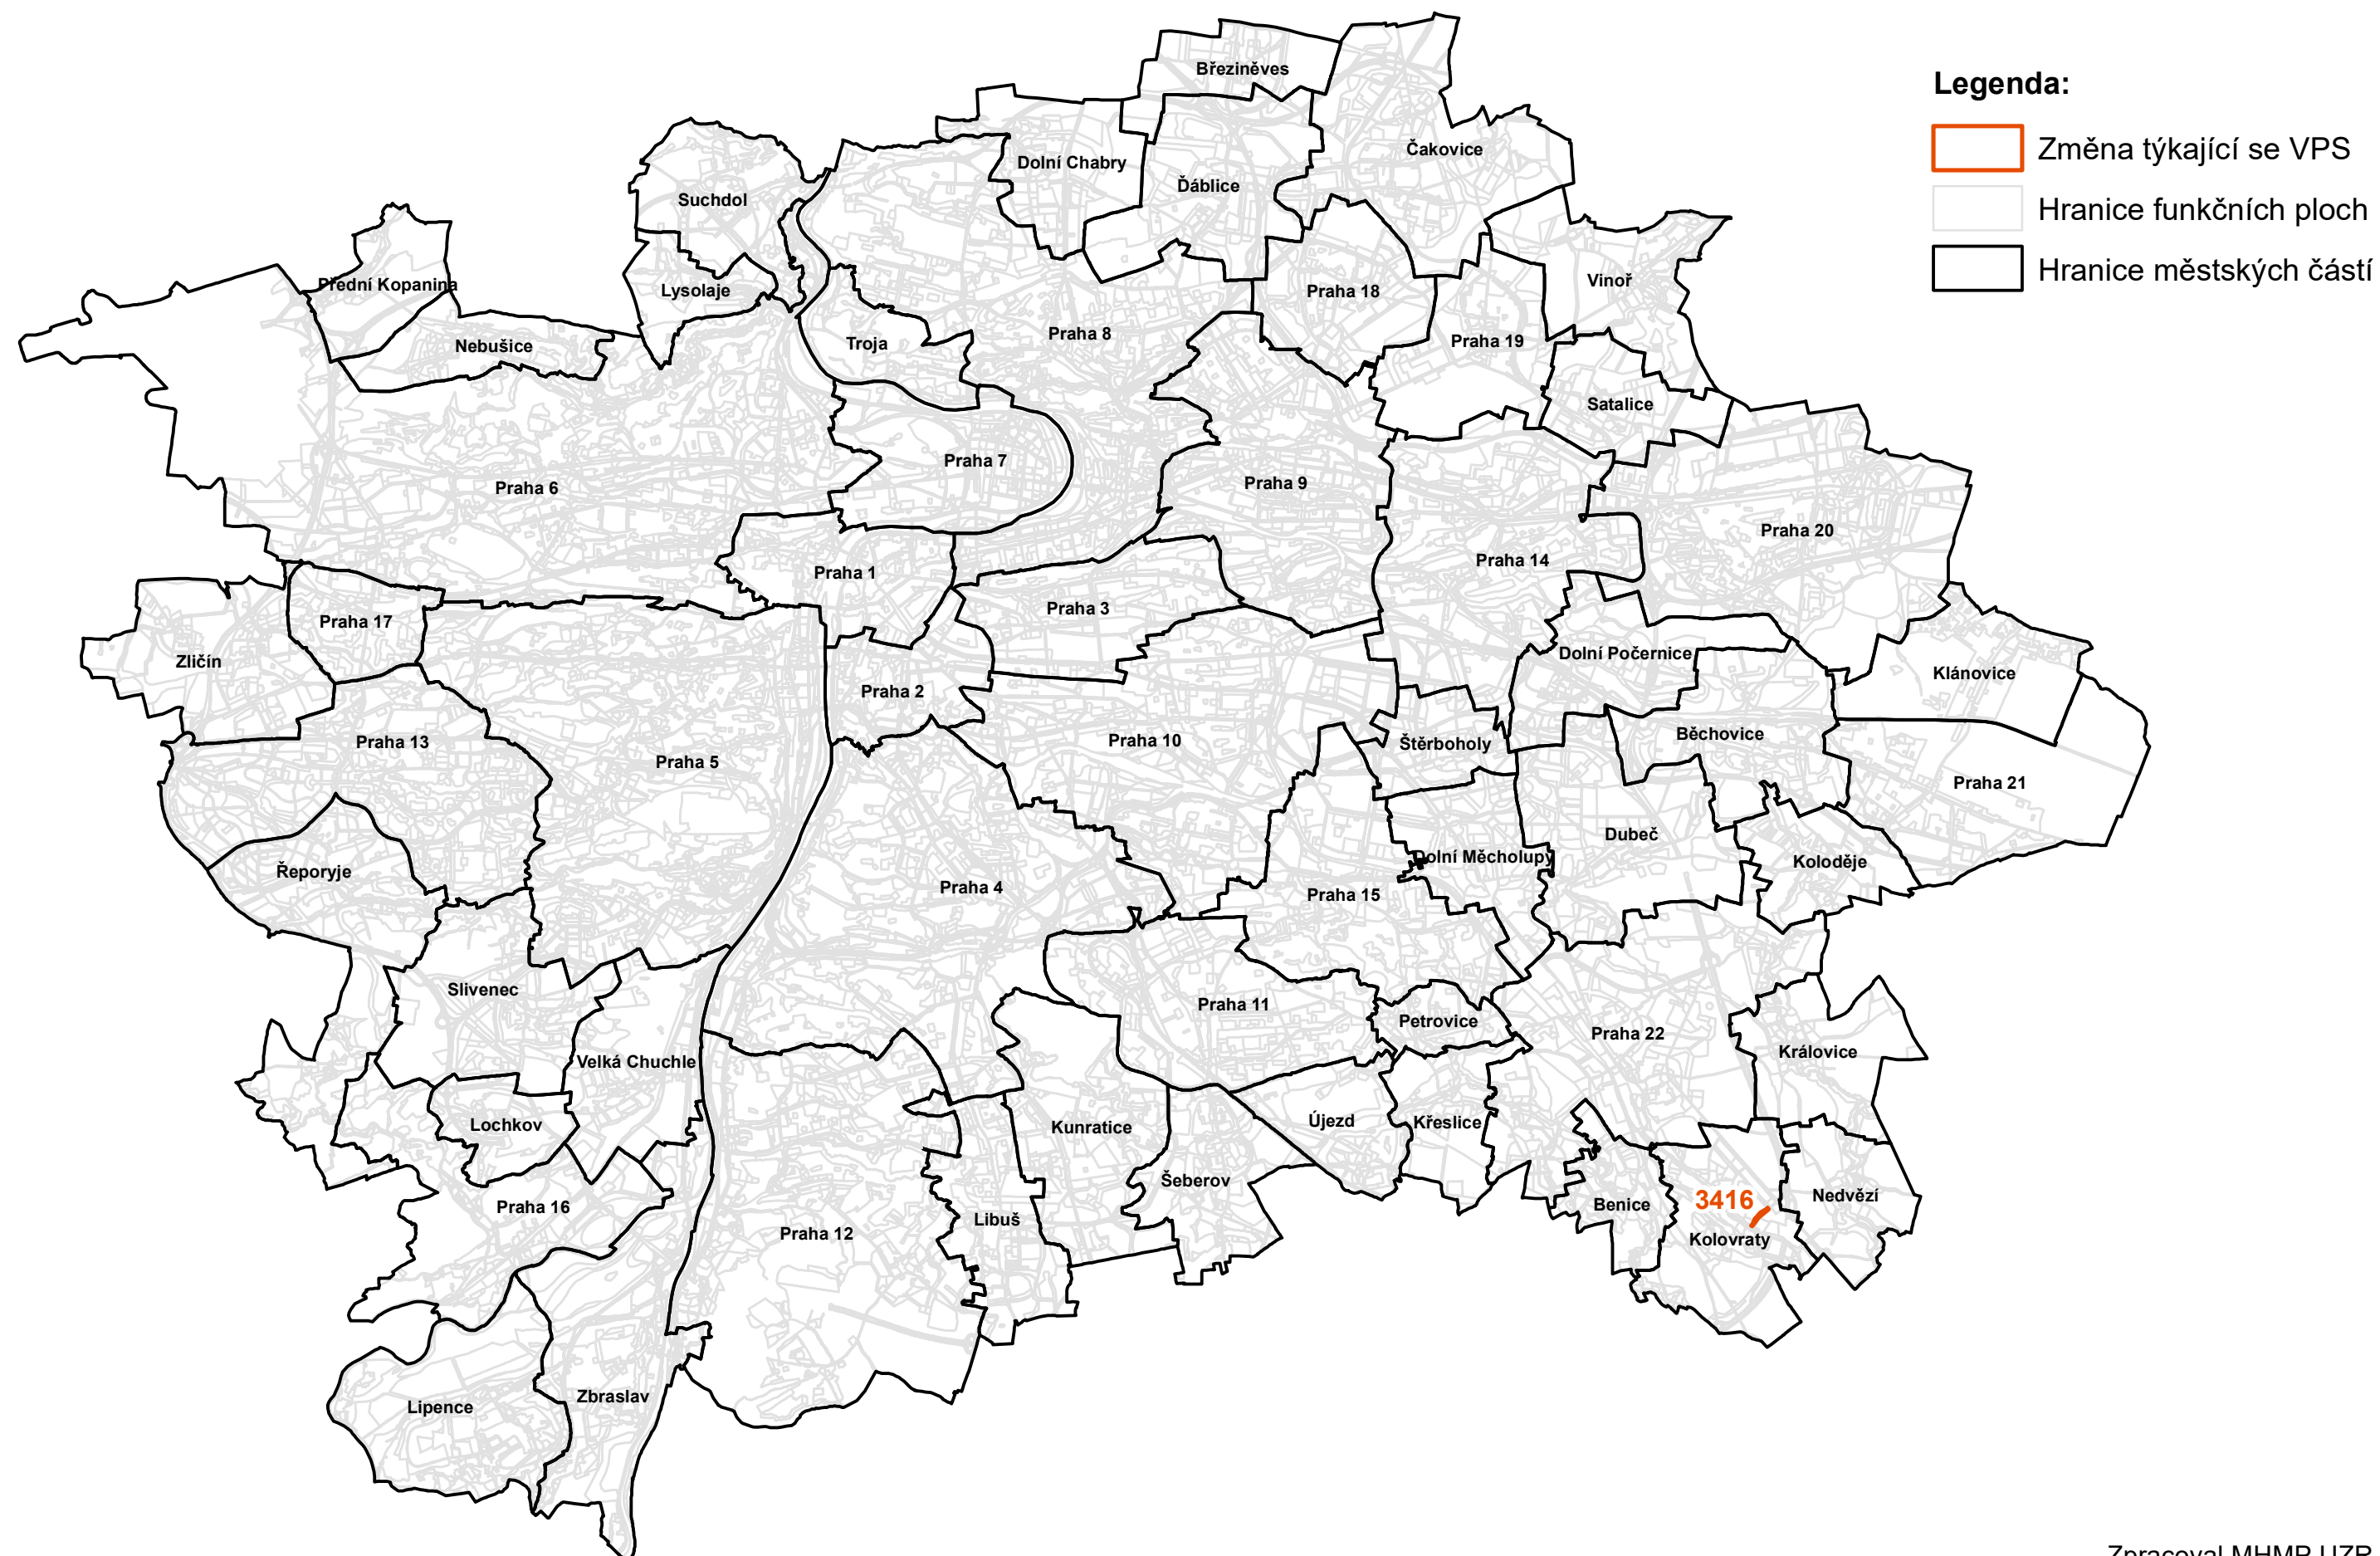 Legenda:
Změna týkající se VPS
Hranice funkčních ploch
Hranice městských částí
Březiněves
Čakovice
Dolní Chabry
Ďáblice
Suchdol
Přední Kopanina
Lysolaje
Praha 18
Vinoř
Nebušice
Troja
Praha 8
Praha 19
Satalice
Praha 7
Praha 6
Praha 9
Praha 20
Praha 14
Praha 1
Praha 3
Praha 17
Zličín
Dolní Počernice
Klánovice
Praha 2
Praha 13
Praha 5
Praha 10
Štěrboholy
Běchovice
Praha 21
Dubeč
Dolní Měcholupy
Koloděje
Řeporyje
Praha 4
Praha 15
Slivenec
Praha 11
Petrovice
Praha 22
Královice
Velká Chuchle
Lochkov
Kunratice
Újezd
Křeslice
Šeberov
Praha 16
Benice
3416
Nedvězí
Libuš
Praha 12
Kolovraty
Lipence
Zbraslav
Zpracoval MHMP UZR